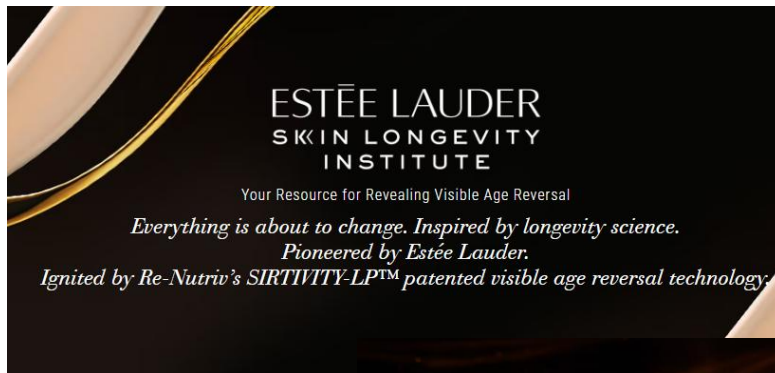 ESTĒE LAUDER
SKIN LONGEVITY
INSTITUTE
Your Resource for Revealing Visible Age Reversal
Everything is about to change. Inspired by longevity science.
Pioneered by Estée Lauder.
Ignited by Re-Nutriv's SIRTIVITY-LP™ patented visible age reversal technology.